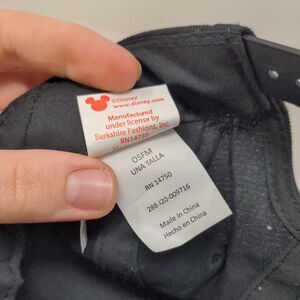 ©Disney
www.disney.com
Manufactured
under license by
Berkshire Fashions, Inc.
RN14750
OSFM
UNA TALLA
RN 14750
288-I20-009716
Made in China
Hecho en China